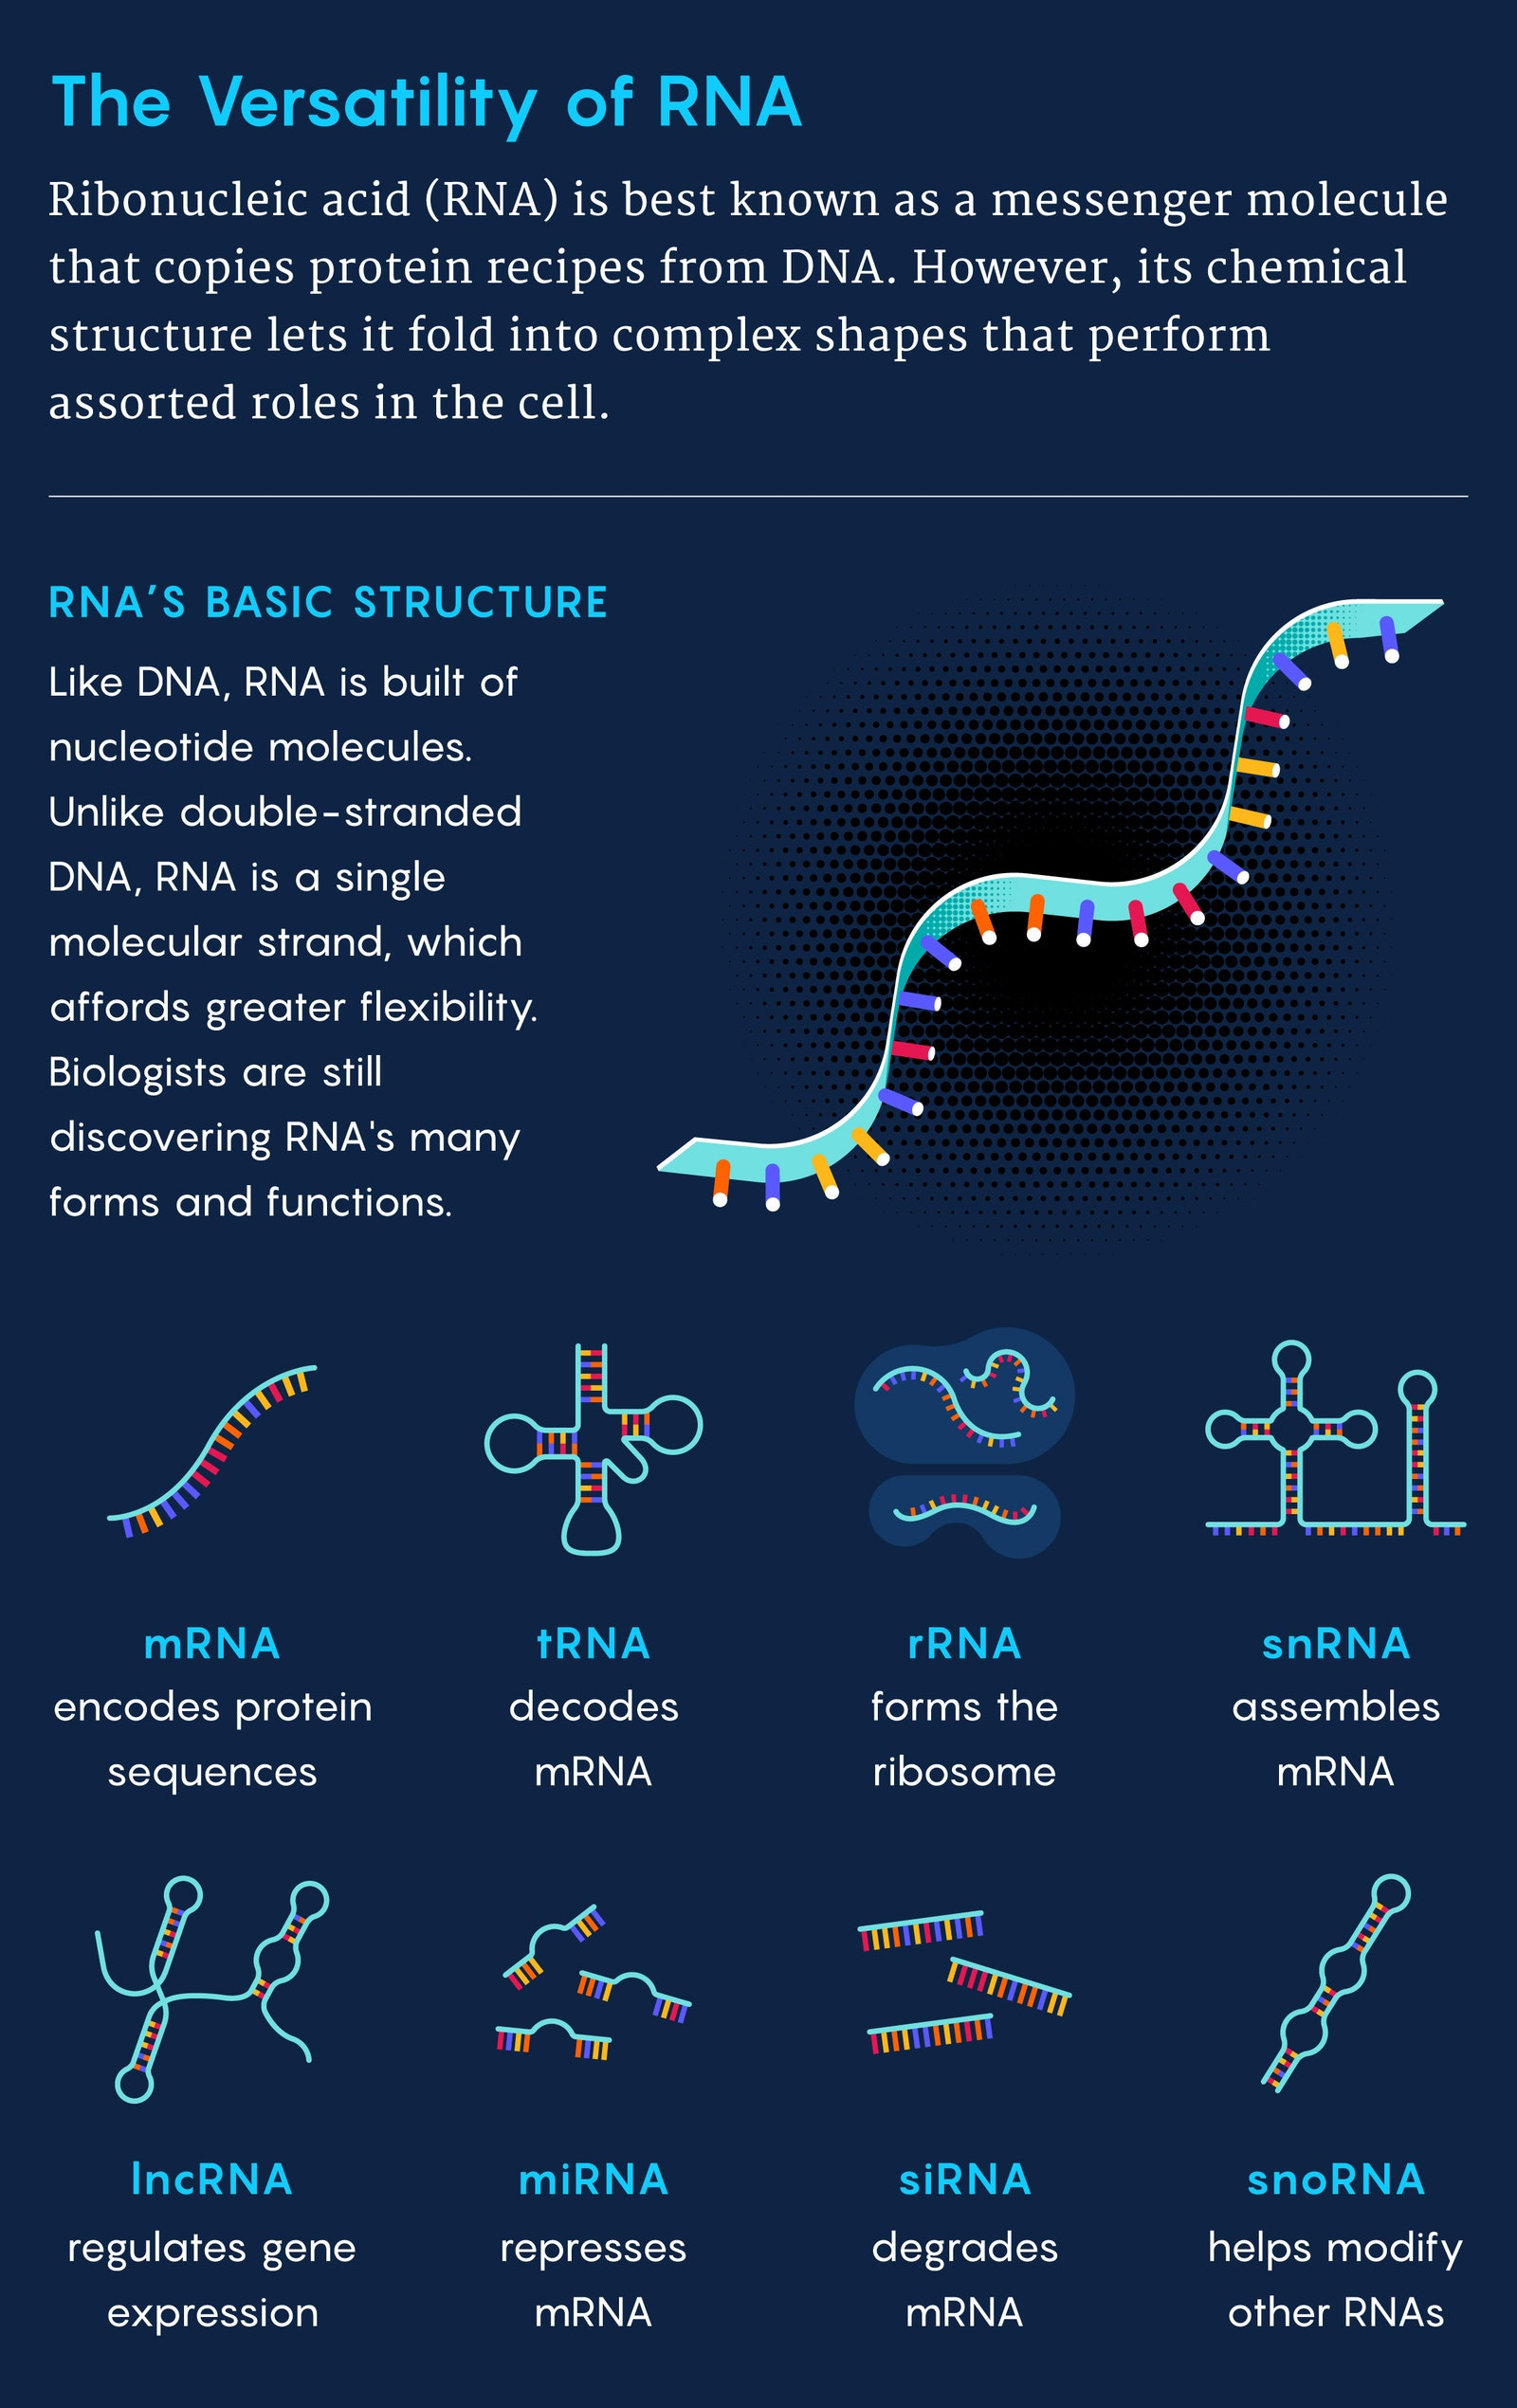 The Versatility of RNA
Ribonucleic acid (RNA) is best known as a messenger molecule
that copies protein recipes from DNA. However, its chemical
structure lets it fold into complex shapes that perform
assorted roles in the cell.
RNA’S BASIC STRUCTURE
Like DNA, RNA is built of
nucleotide molecules.
Unlike double-stranded
DNA, RNA is a single
molecular strand, which
affords greater flexibility.
Biologists are still
discovering RNA's many
forms and functions.
mRNA
encodes protein
sequences
tRNA
decodes
mRNA
rRNA
forms the
ribosome
snRNA
assembles
mRNA
lncRNA
regulates gene
expression
miRNA
represses
mRNA
siRNA
degrades
mRNA
snoRNA
helps modify
other RNAs